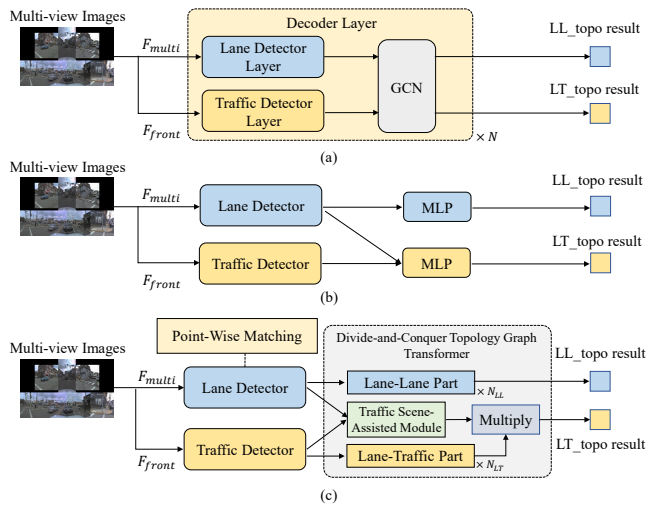 Multi-view Images
Decoder Layer
LL_topo result
F_multi
Lane Detector
Layer
GCN
LT_topo result
Traffic Detector
Layer
F_front
× N
(a)
Multi-view Images
LL_topo result
F_multi
Lane Detector
MLP
LT_topo result
Traffic Detector
MLP
F_front
(b)
Point-Wise Matching
Divide-and-Conquer Topology Graph
Transformer
Multi-view Images
LL_topo result
F_multi
Lane Detector
Lane-Lane Part
× N_LL
Traffic Scene-
Assisted Module
Multiply
LT_topo result
Traffic Detector
Lane-Traffic Part
× N_LT
F_front
(c)